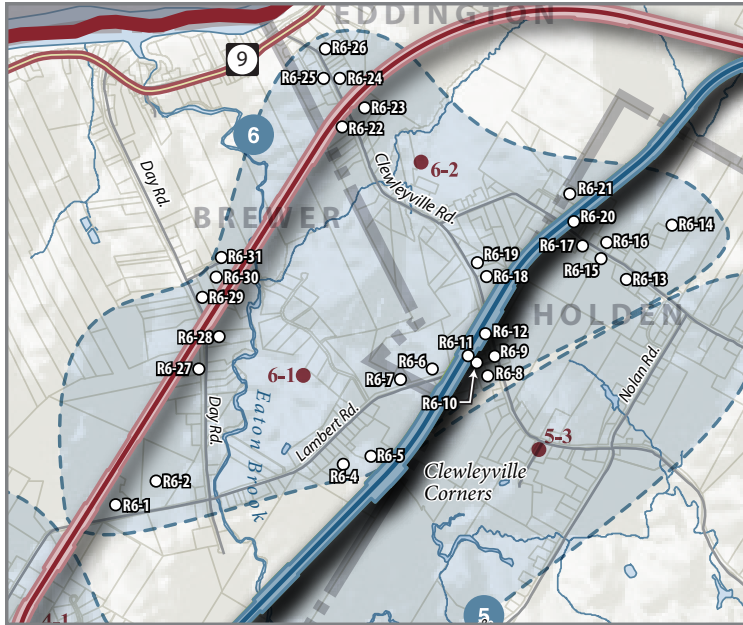 EDDINGTON
9
R6-26
R6-25
R6-24
R6-23
R6-22
6
6-2
Day Rd.
Clewleyville Rd.
R6-21
BREWER
R6-20
R6-14
R6-17
R6-16
R6-31
R6-19
R6-15
R6-30
R6-18
R6-13
R6-29
HOLDEN
R6-28
R6-12
R6-11
R6-9
R6-27
R6-6
6-1
R6-7
R6-8
Nolan Rd.
R6-10
Eaton Brook
Day Rd.
Lambert Rd.
5-3
R6-5
R6-4
Clewleyville
Corners
R6-2
R6-1
4-1
5